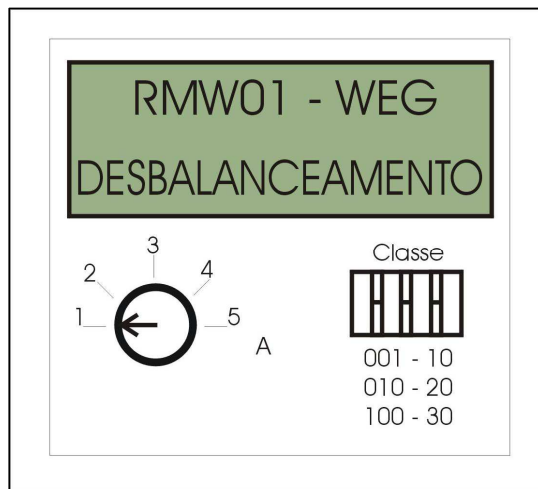 RMW01 - WEG
DESBALANCEAMENTO
1
2
3
4
5
A
Classe
001 - 10
010 - 20
100 - 30